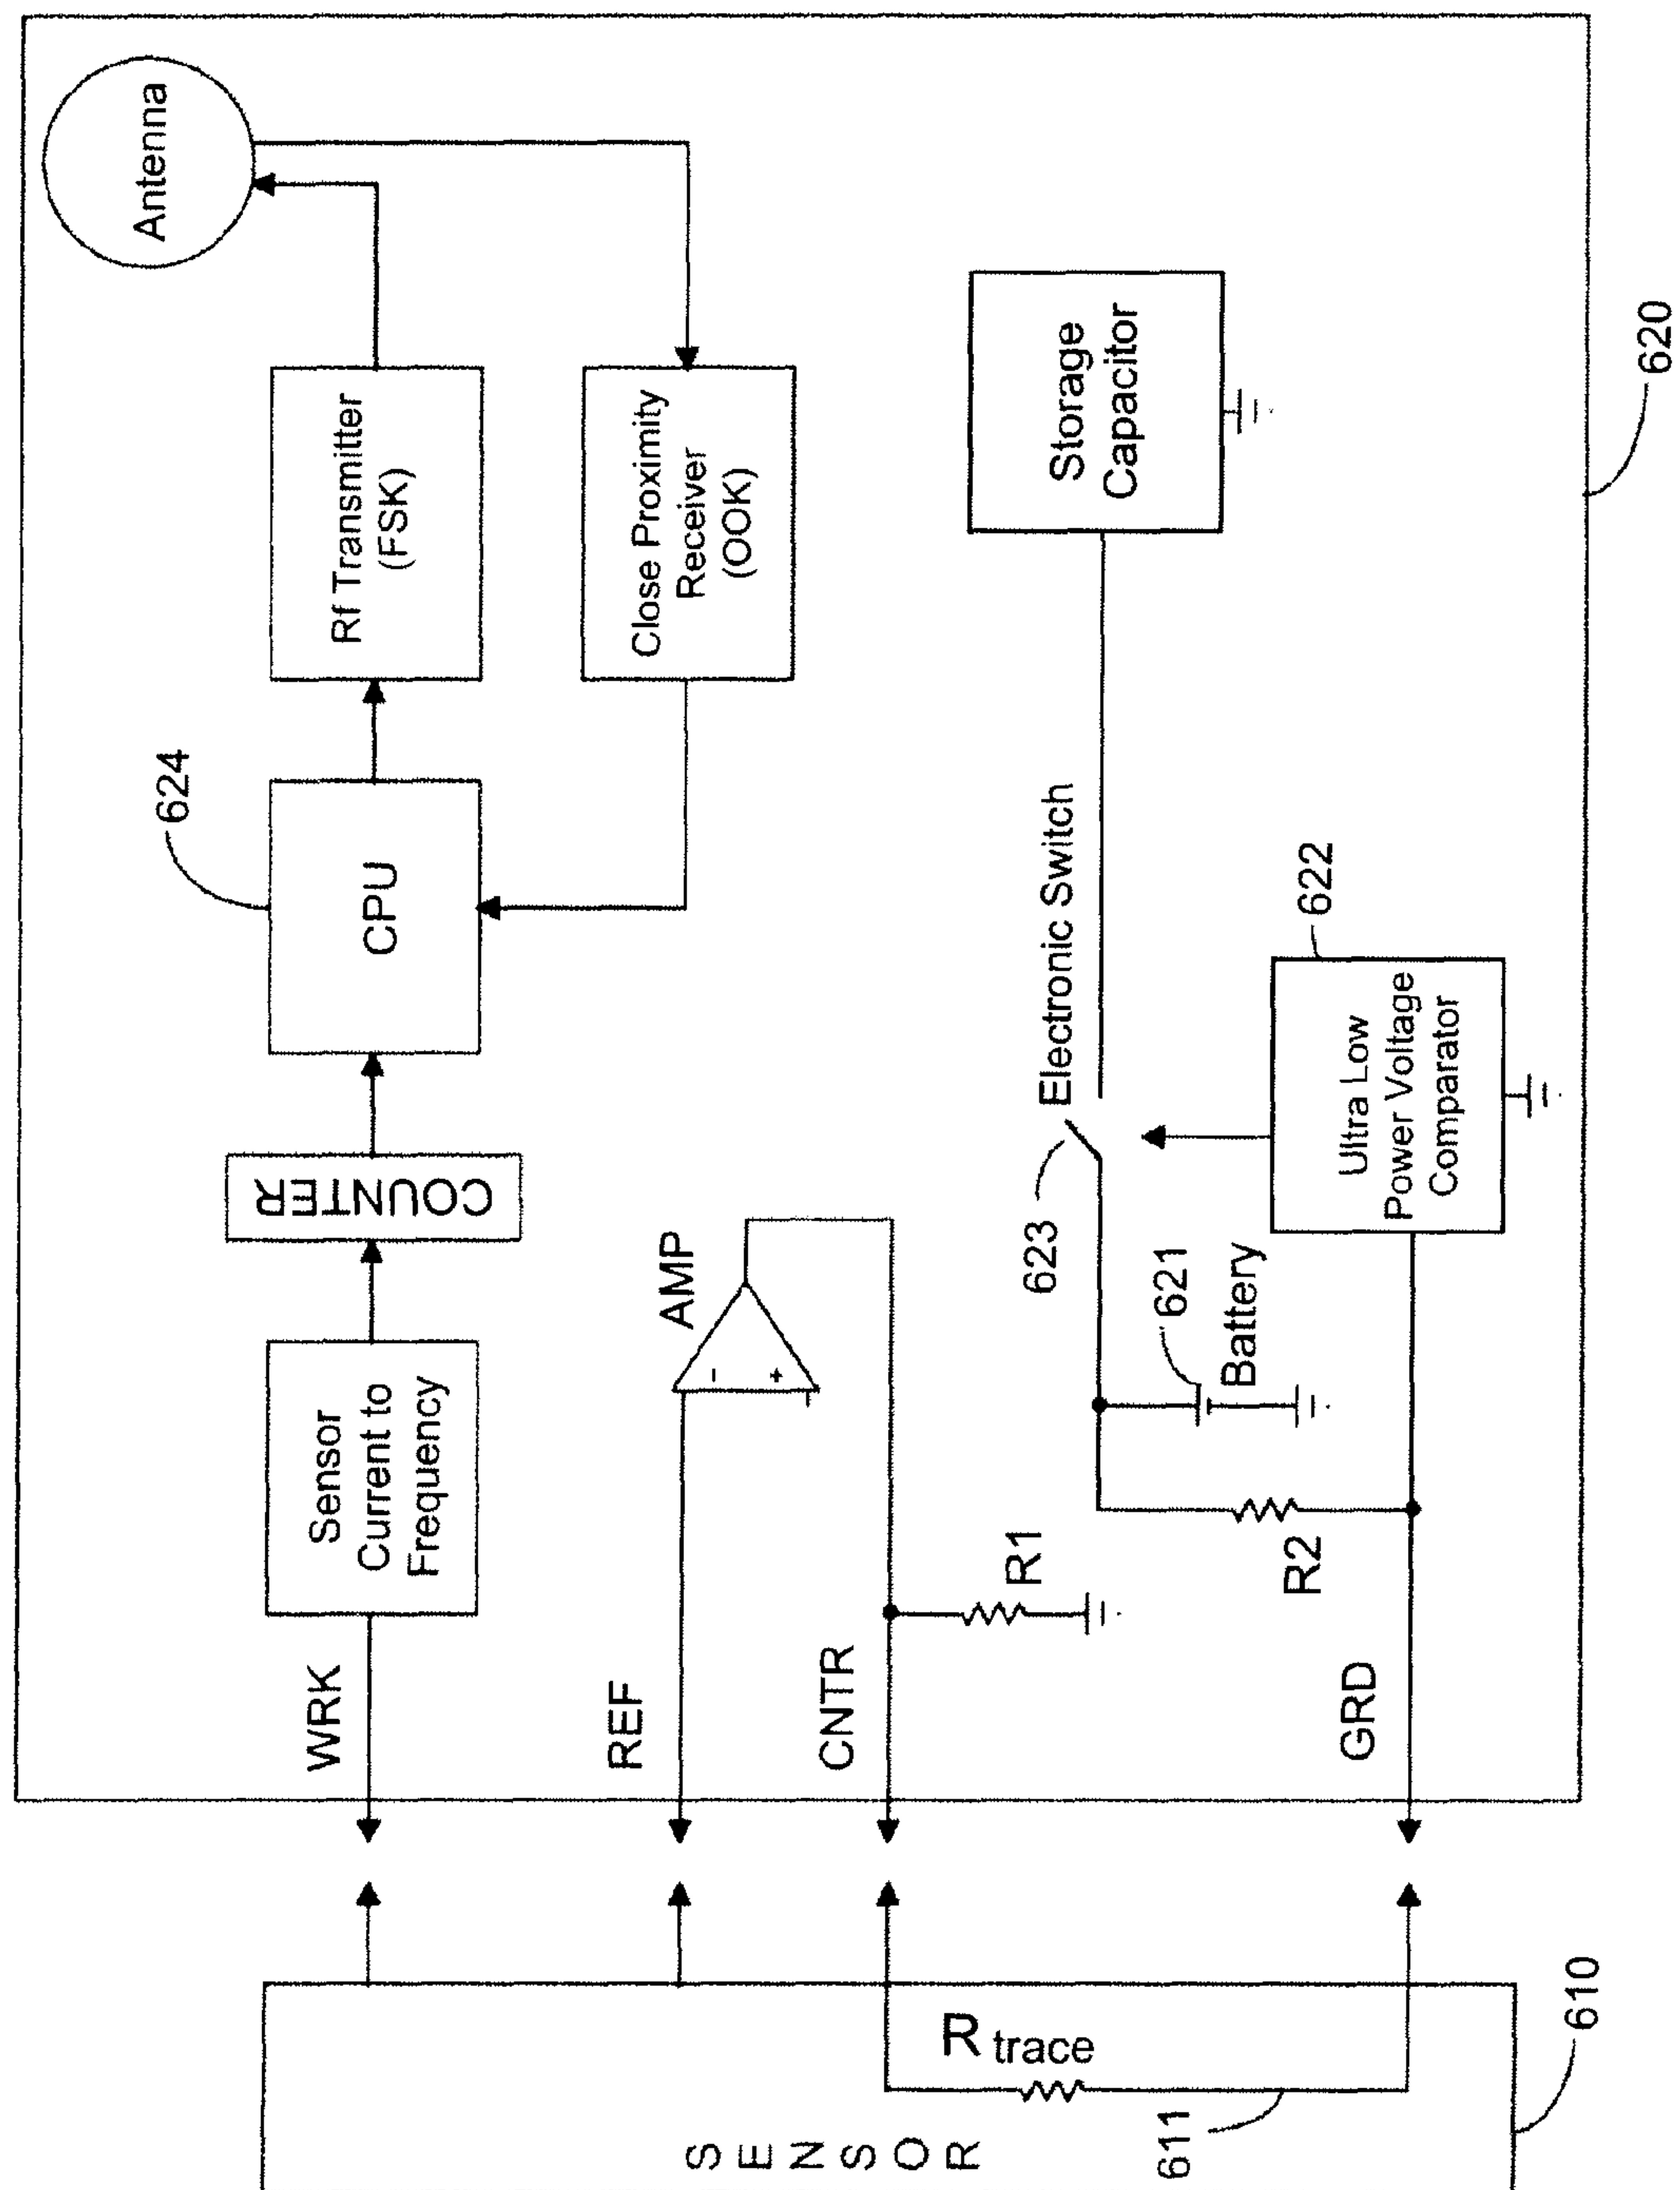 SENSOR
610
611
R trace
WRK
REF
CNTR
GRD
Sensor
Current to
Frequency
COUNTER
CPU
624
Rf Transmitter
(FSK)
Antenna
Close Proximity
Receiver
(OOK)
AMP
-
+
R1
R2
621
Battery
623
Electronic Switch
Storage
Capacitor
Ultra Low
Power Voltage
Comparator
622
620